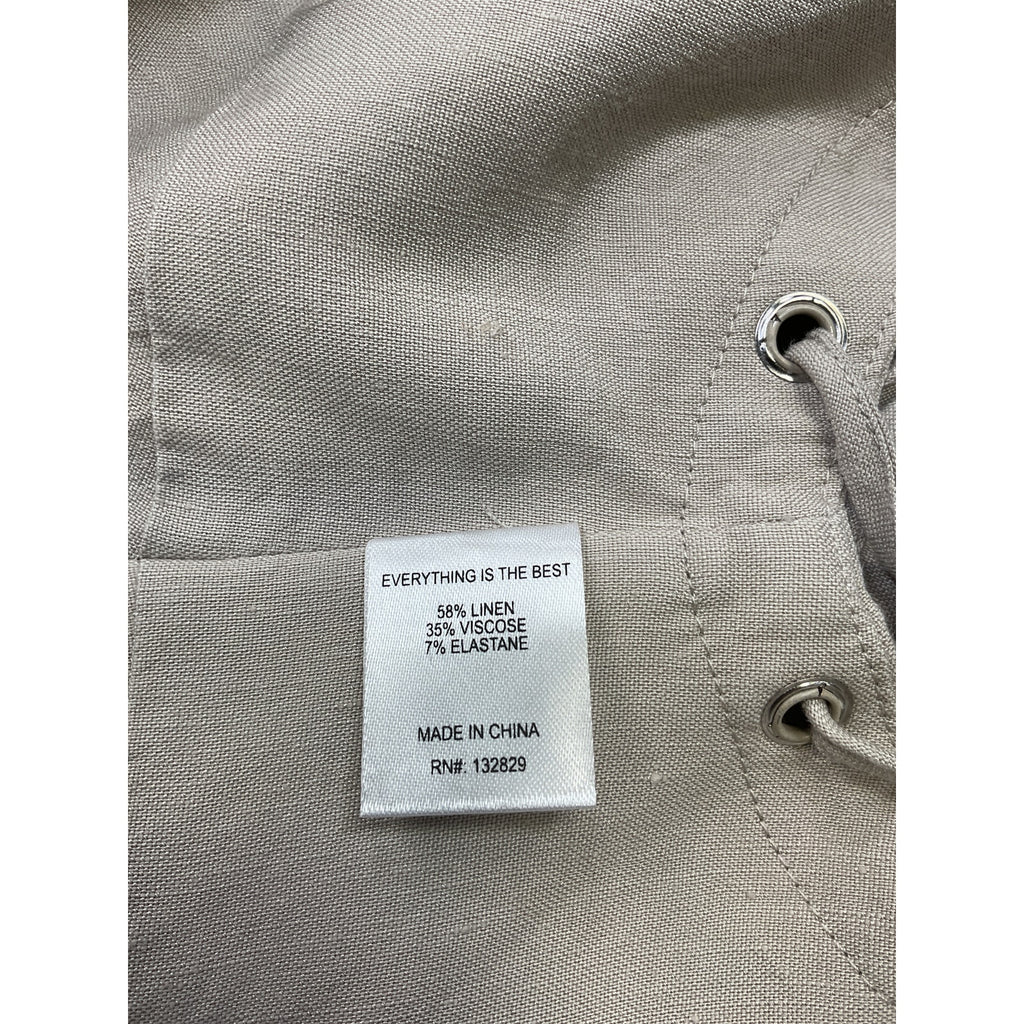 EVERYTHING IS THE BEST
58% LINEN
35% VISCOSE
7% ELASTANE
MADE IN CHINA
RN#: 132829